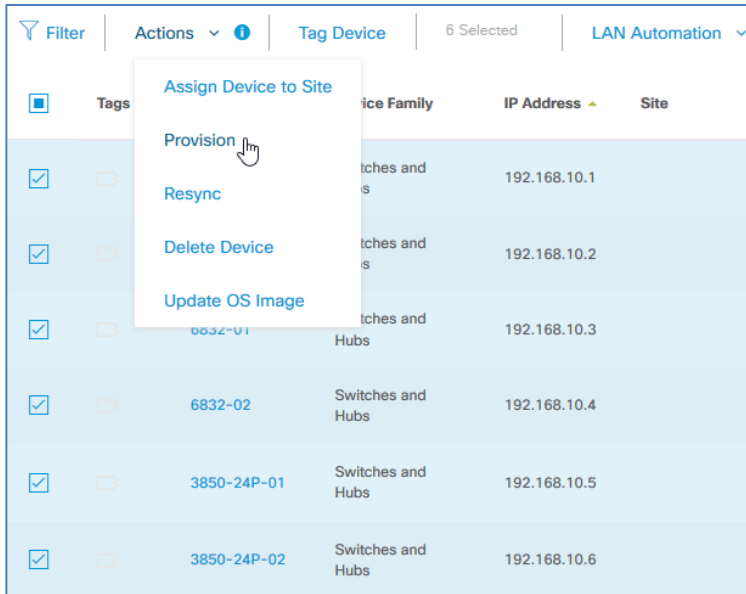 Filter
Actions
Tag Device
6 Selected
LAN Automation
Tags
Assign Device to Site
Provision
Resync
Delete Device
Update OS Image
IP Address
Site
Family
192.168.10.1
192.168.10.2
6832-01
Hubs
192.168.10.3
6832-02
Switches and
Hubs
192.168.10.4
3850-24P-01
Switches and
Hubs
192.168.10.5
3850-24P-02
Switches and
Hubs
192.168.10.6